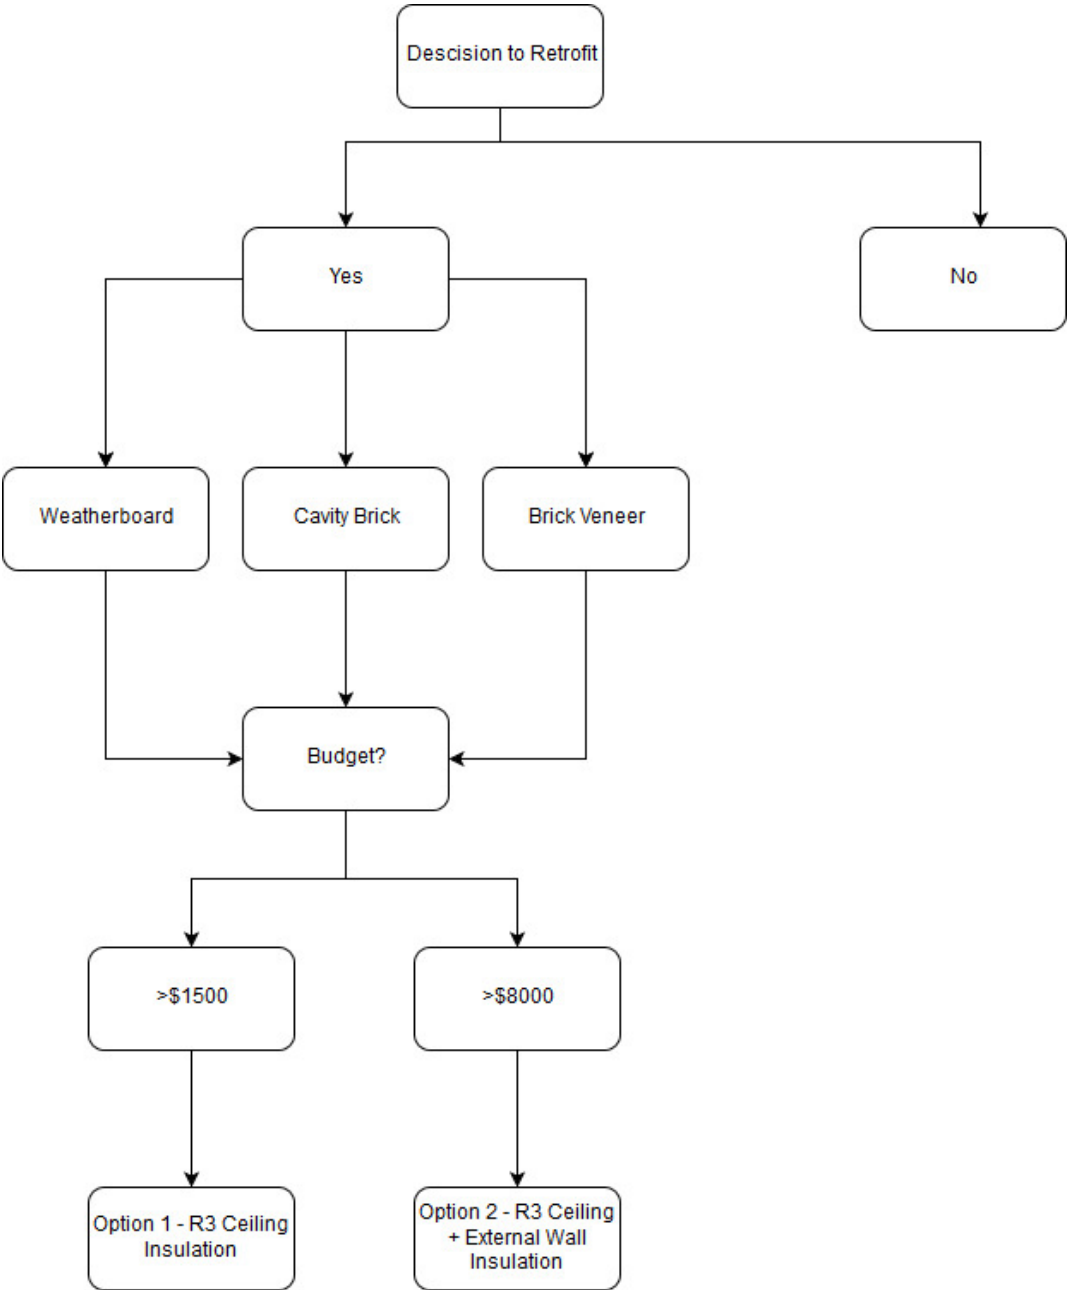 Descision to Retrofit
Yes
No
Weatherboard
Cavity Brick
Brick Veneer
Budget?
>$1500
>$8000
Option 1 - R3 Ceiling
Insulation
Option 2 - R3 Ceiling
+ External Wall
Insulation